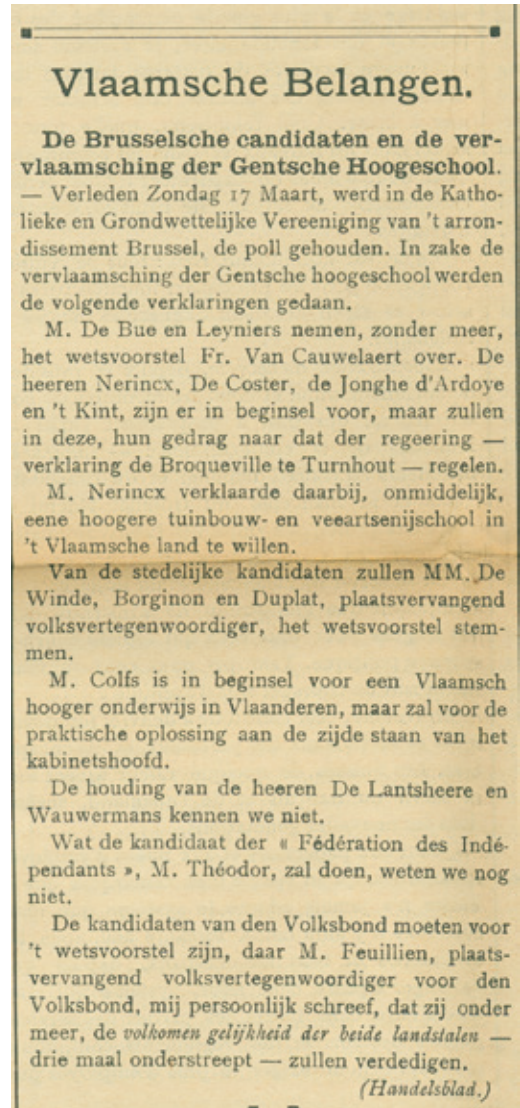 Vlaamsche Belangen.
De Brusselsche candidaten en de ver-
vlaamsching der Gentsche Hoogeschool.
— Verleden Zondag 17 Maart, werd in de Katho-
lieke en Grondwettelijke Vereeniging van 't arron-
dissement Brussel, de poll gehouden. In zake de
vervlaamsching der Gentsche hoogeschool werden
de volgende verklaringen gedaan.
M. De Bue en Leyniers nemen, zonder meer,
het wetsvoorstel Fr. Van Cauwelaert over. De
heeren Nerincx, De Coster, de Jonghe d'Ardoye
en 't Kint, zijn er in beginsel voor, maar zullen
in deze, hun gedrag naar dat der regeering —
verklaring de Broqueville te Turnhout — regelen.
M. Nerincx verklaarde daarbij, onmiddelijk,
eene hoogere tuinbouw- en veeartsenijschool in
't Vlaamsche land te willen.
Van de stedelijke kandidaten zullen MM. De
Winde, Borginon en Duplat, plaatsvervangend
volksvertegenwoordiger, het wetsvoorstel stem-
men.
M. Colfs is in beginsel voor een Vlaamsch
hooger onderwijs in Vlaanderen, maar zal voor de
praktische oplossing aan de zijde staan van het
kabinetshoofd.
De houding van de heeren De Lantsheere en
Wauwermans kennen we niet.
Wat de kandidaat der « Fédération des Indé-
pendants », M. Théodor, zal doen, weten we nog
niet.
De kandidaten van den Volksbond moeten voor
't wetsvoorstel zijn, daar M. Feuillien, plaats-
vervangend volksvertegenwoordiger voor den
Volksbond, mij persoonlijk schreef, dat zij onder
meer, de volkomen gelijkheid der beide landstalen —
drie maal onderstreept — zullen verdedigen.
(Handelsblad.)